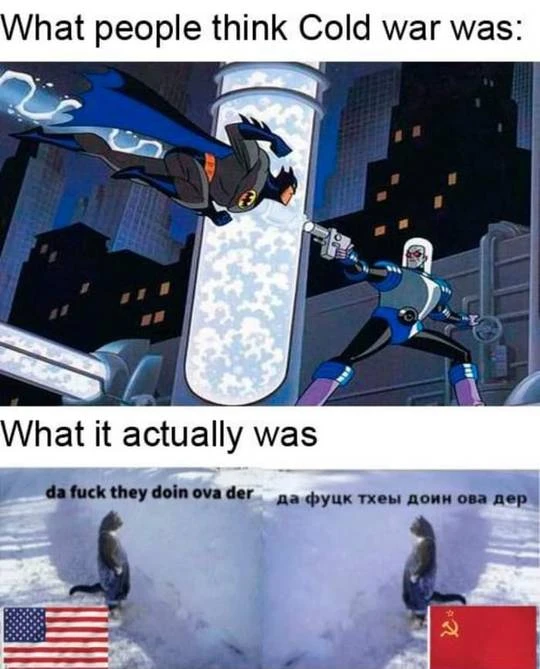 What people think Cold war was:
What it actually was
da fuck they doin ova der
да фуцк тхеы доин ова дер